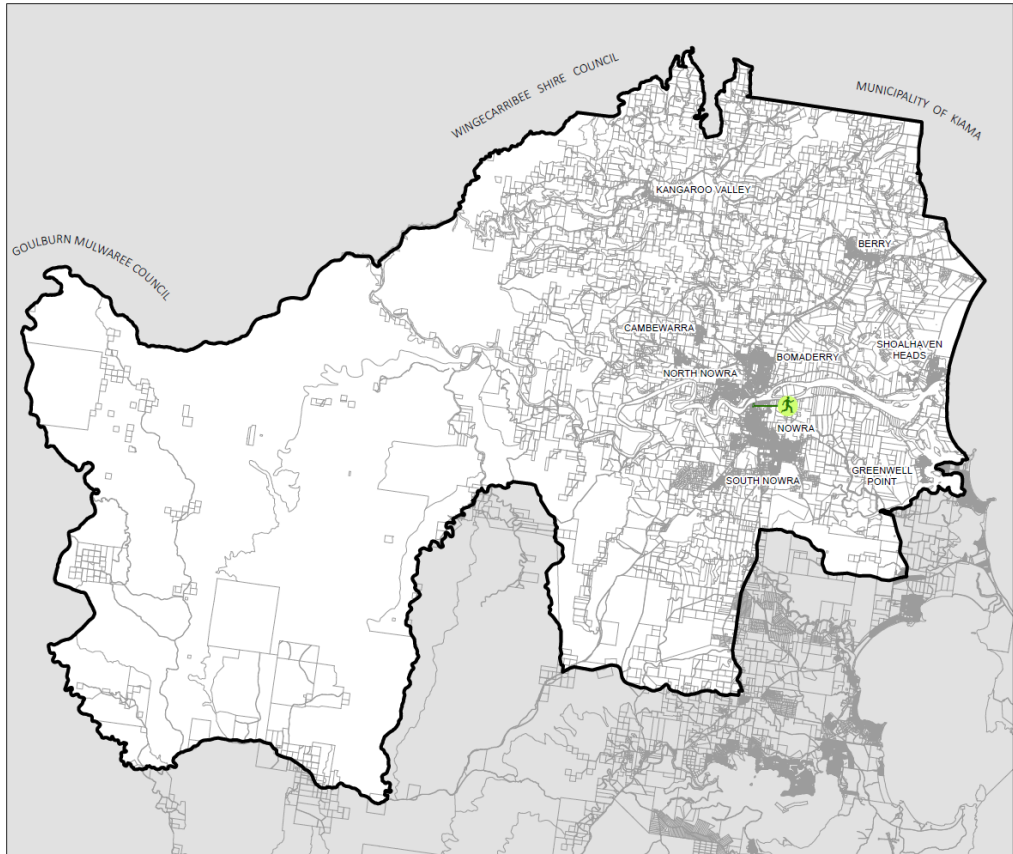 WINGECARRIBEE SHIRE COUNCIL
MUNICIPALITY OF KIAMA
GOULBURN MULWAREE COUNCIL
KANGAROO VALLEY
BERRY
CAMBEWARRA
BOMADERRY
SHOALHAVEN
HEADS
NORTH NOWRA
NOWRA
GREENWELL
POINT
SOUTH NOWRA